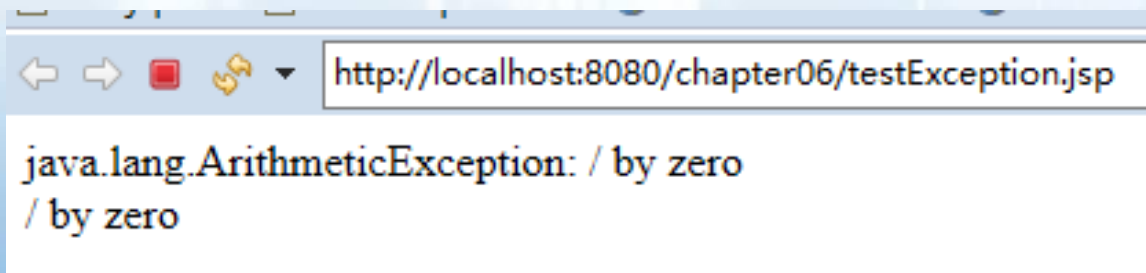 http://localhost:8080/chapter06/testException.jsp
java.lang.ArithmeticException: / by zero
/ by zero